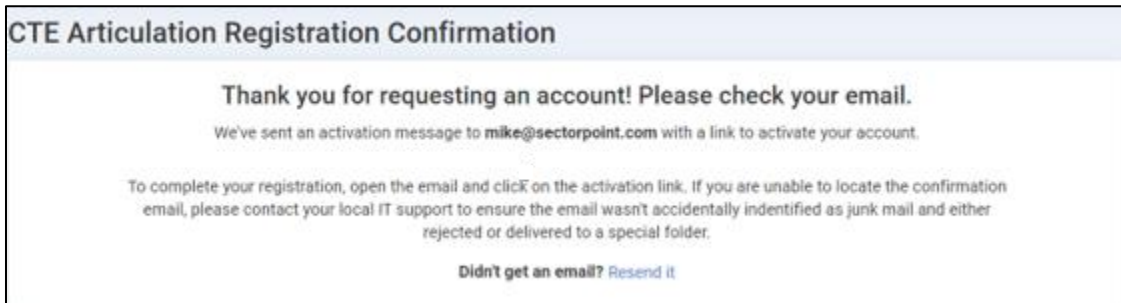 CTE Articulation Registration Confirmation
Thank you for requesting an account! Please check your email.
We've sent an activation message to mike@sectorpoint.com with a link to activate your account.
To complete your registration, open the email and click on the activation link. If you are unable to locate the confirmation
email, please contact your local IT support to ensure the email wasn't accidentally indentified as junk mail and either
rejected or delivered to a special folder.
Didn't get an email? Resend it